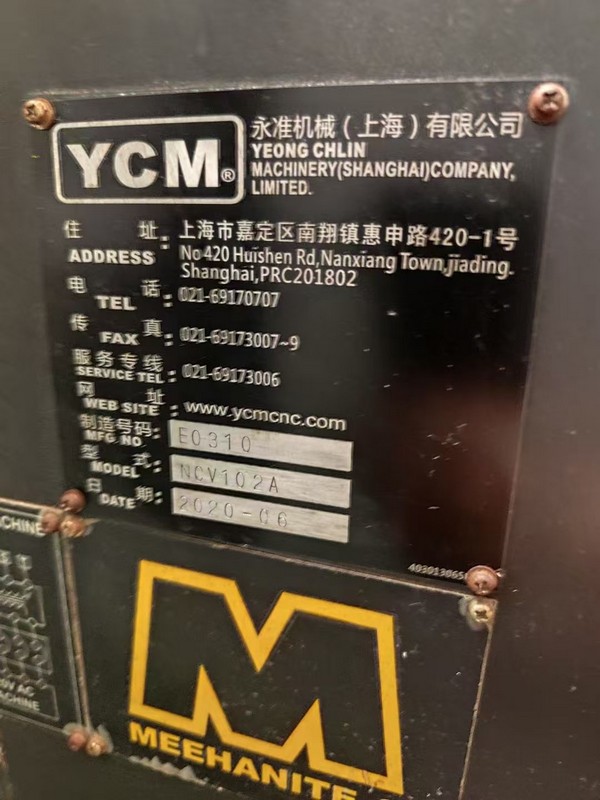 YCM®
永准机械（上海）有限公司
YEONG CHLIN
MACHINERY(SHANGHAI)COMPANY,
LIMITED.
住 址：上海市嘉定区南翔镇惠申路420-1号
ADDRESS No 420 Huishen Rd,Nanxiang Town,jiading.
Shanghai,PRC201802
电 话：021-69170707
TEL
传 真：021-69173007~9
FAX
服务专线：021-69173006
SERVICE TEL
网 址：www.ycmcnc.com
WEB SITE
制造号码：E0310
MFG NO
型 式：NCV102A
MODEL
日 期：2020-06
DATE
ACHINE
V AC
CHINE
MEEHANITE